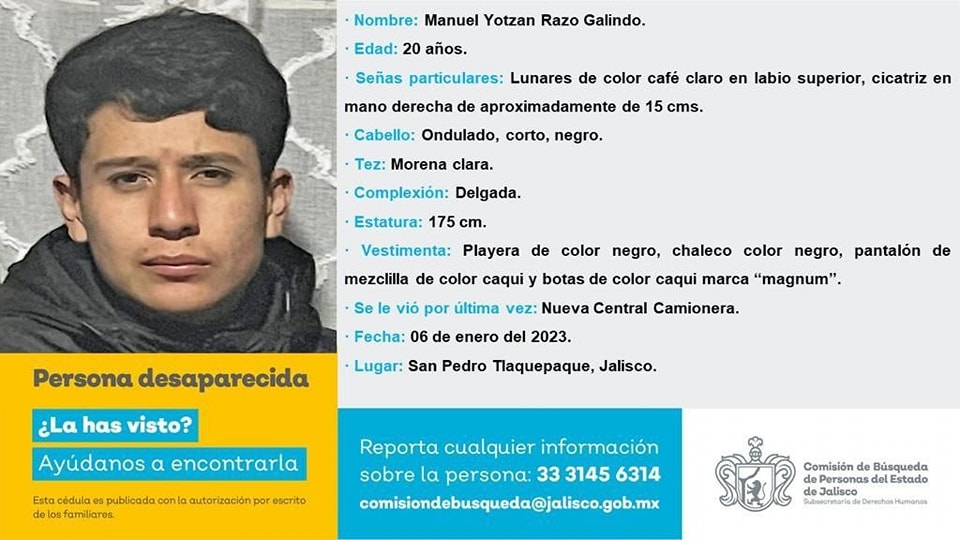 · Nombre: Manuel Yotzan Razo Galindo.
· Edad: 20 años.
· Señas particulares: Lunares de color café claro en labio superior, cicatriz en
mano derecha de aproximadamente de 15 cms.
· Cabello: Ondulado, corto, negro.
· Tez: Morena clara.
· Complexión: Delgada.
· Estatura: 175 cm.
· Vestimenta: Playera de color negro, chaleco color negro, pantalón de
mezclilla de color caqui y botas de color caqui marca “magnum”.
· Se le vió por última vez: Nueva Central Camionera.
· Fecha: 06 de enero del 2023.
· Lugar: San Pedro Tlaquepaque, Jalisco.
Persona desaparecida
¿La has visto?
Ayúdanos a encontrarla
Esta cédula es publicada con la autorización por escrito
de los familiares.
Reporta cualquier información
sobre la persona: 33 3145 6314
comisiondebusqueda@jalisco.gob.mx
Comisión de Búsqueda
de Personas del Estado
de Jalisco
Subsecretaría de Derechos Humanos